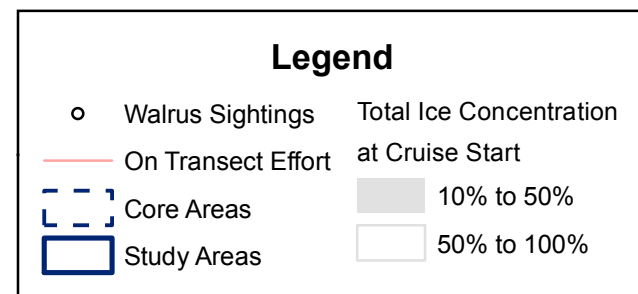 Legend
Walrus Sightings
On Transect Effort
Core Areas
Study Areas
Total Ice Concentration
at Cruise Start
10% to 50%
50% to 100%